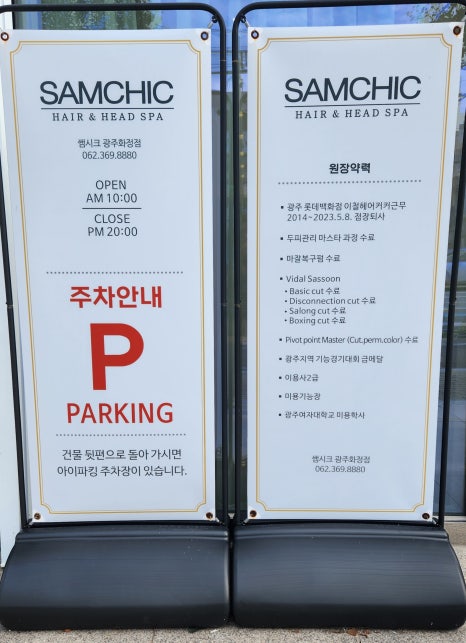 SAMCHIC
HAIR & HEAD SPA
쌤시크 광주화정점
062.369.8880
OPEN
AM 10:00
CLOSE
PM 20:00
주차안내
P
PARKING
건물 뒷편으로 돌아 가시면
아이파킹 주차장이 있습니다.
SAMCHIC
HAIR & HEAD SPA
원장약력
▪ 광주 롯데백화점 이철헤어커커근무
2014~2023.5.8. 점장퇴사
▪ 두피관리 마스타 과정 수료
▪ 마잘복구펌 수료
▪ Vidal Sassoon
• Basic cut 수료
• Disconnection cut 수료
• Salong cut 수료
• Boxing cut 수료
▪ Pivot point Master (Cut.perm.color) 수료
▪ 광주지역 기능경기대회 금메달
▪ 이용사2급
▪ 미용기능장
▪ 광주여자대학교 미용학사
쌤시크 광주화정점
062.369.8880